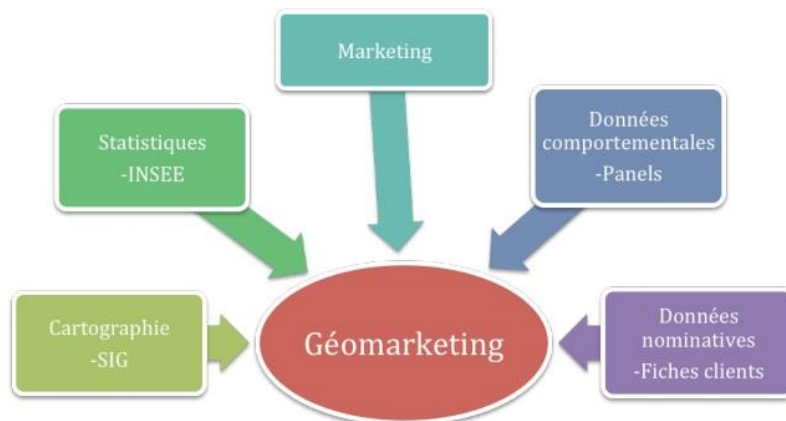 Marketing
Statistiques
-INSEE
Données
comportementales
-Panels
Cartographie
-SIG
Géomarketing
Données
nominatives
-Fiches clients